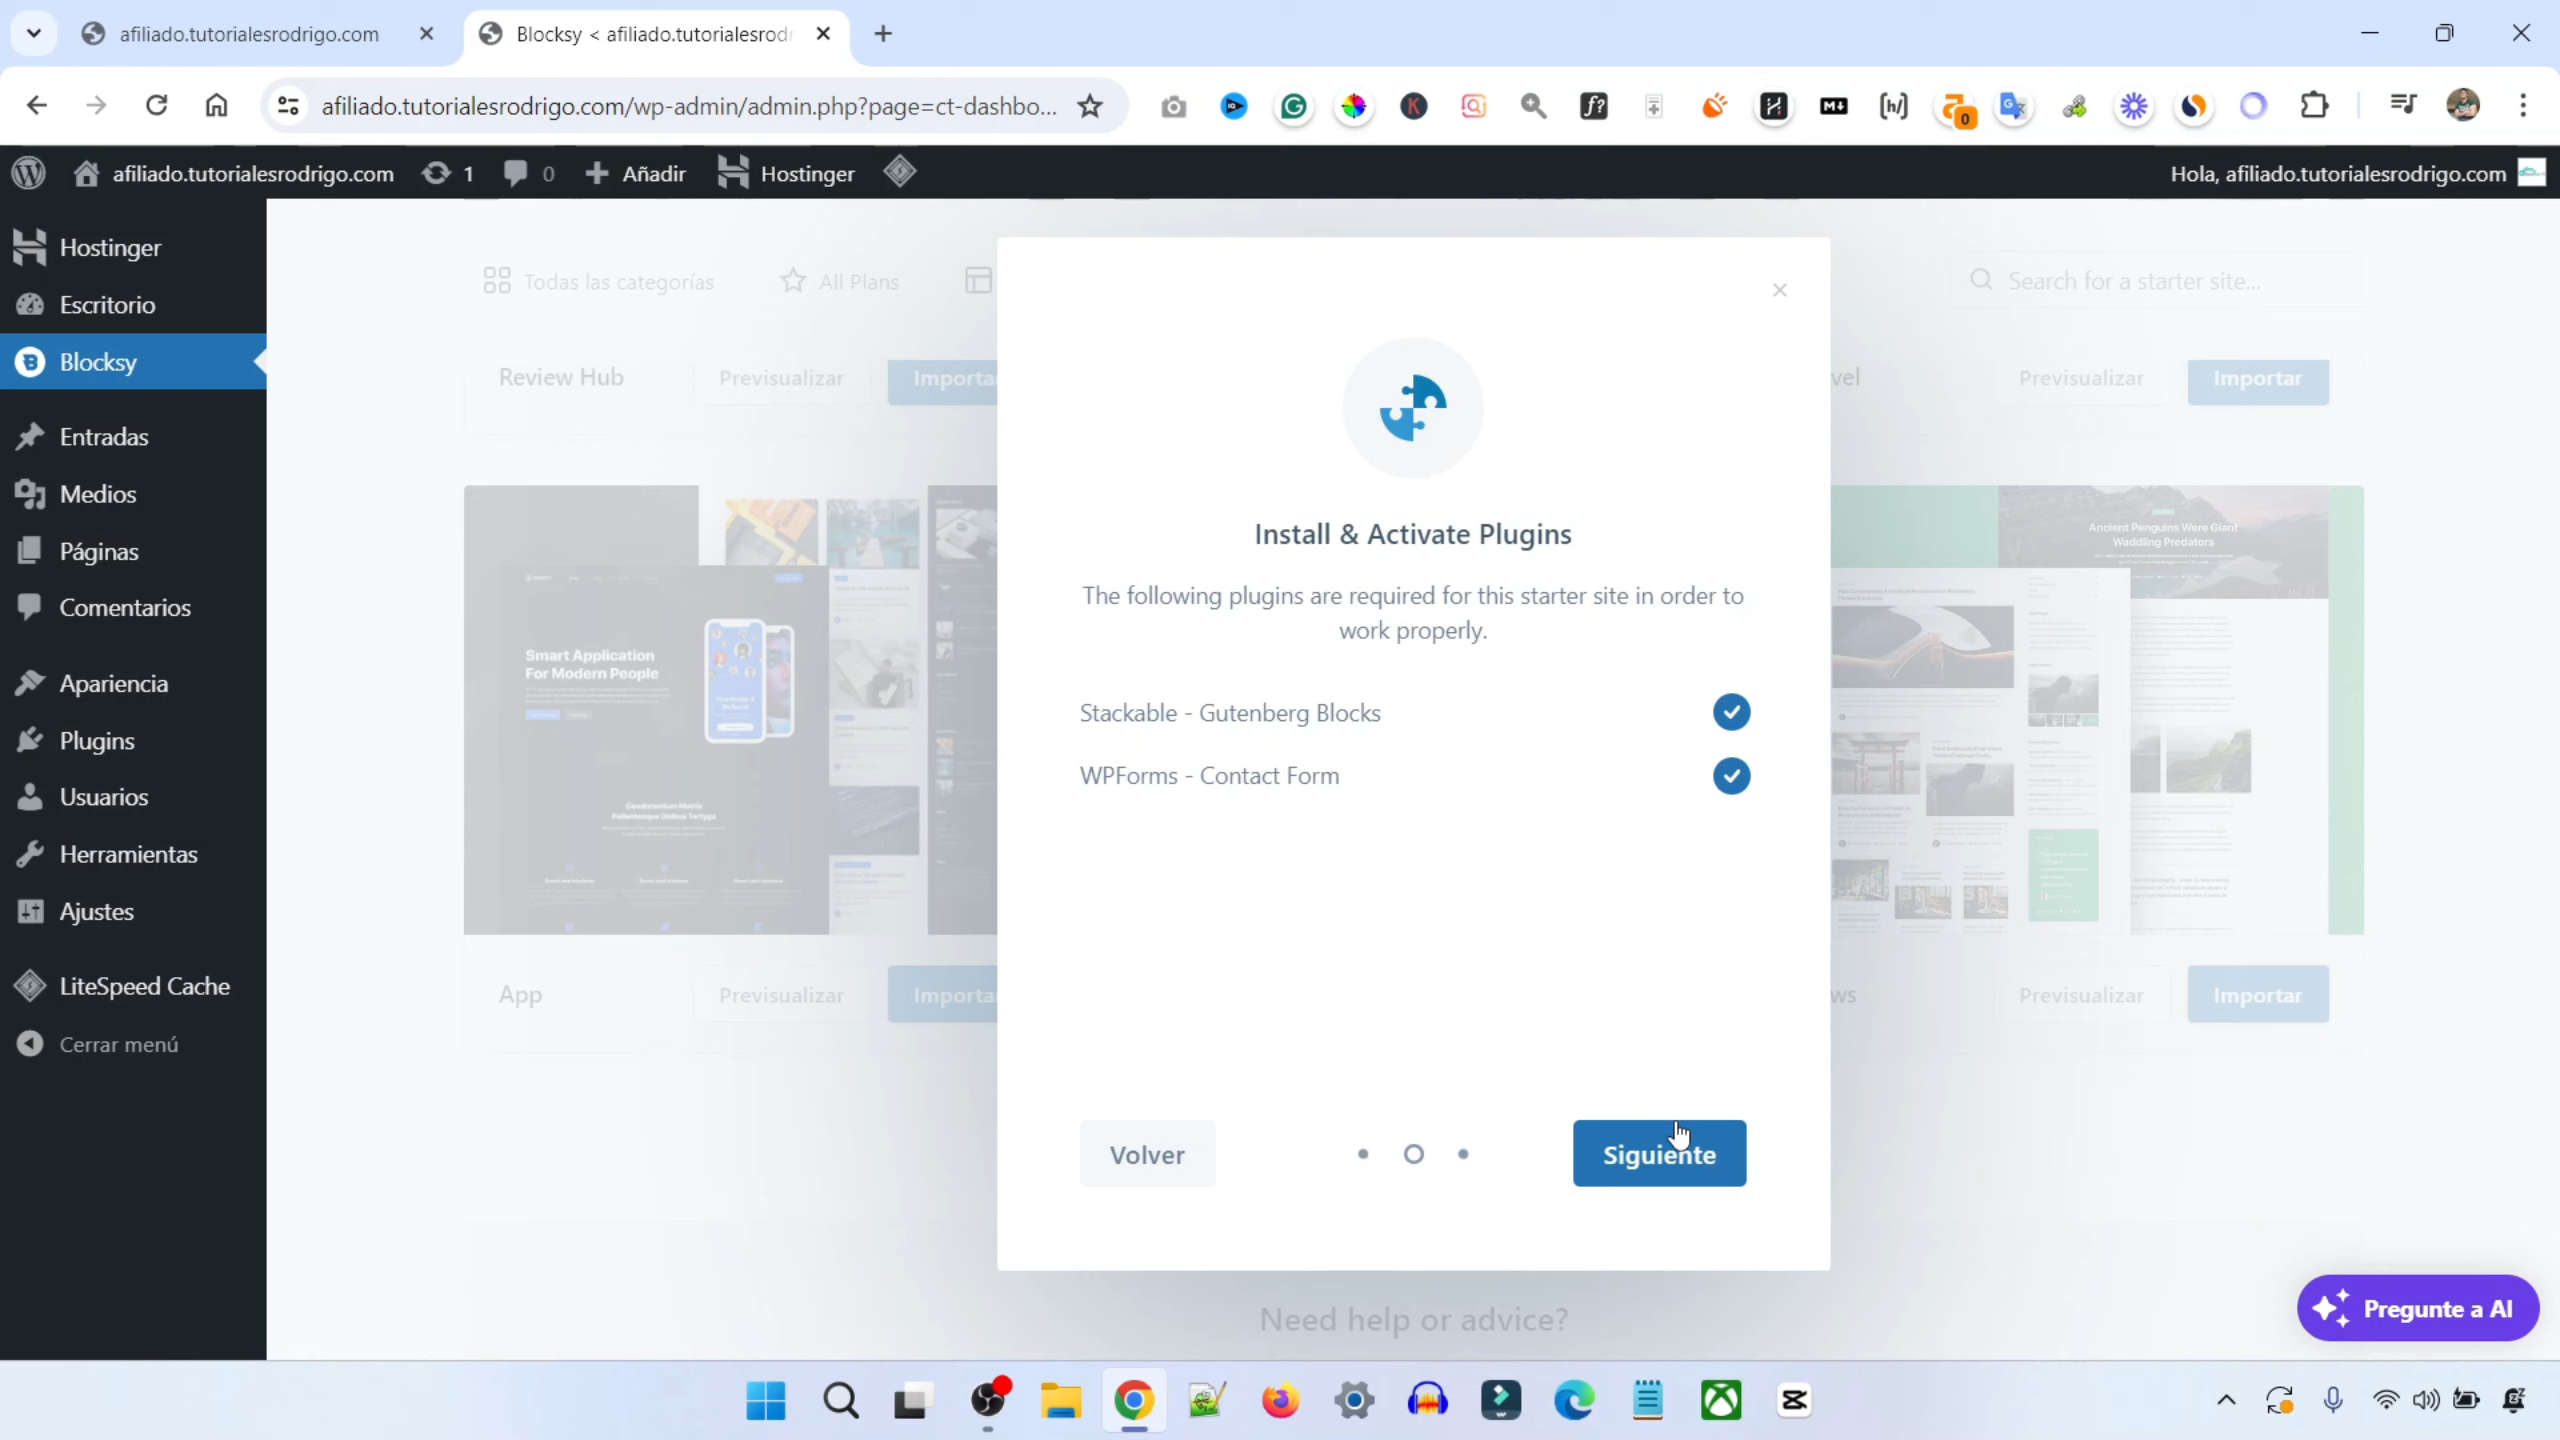 afiliado.tutorialesrodrigo.com
Blocksy < afiliado.tutorialesrodr
afiliado.tutorialesrodrigo.com/wp-admin/admin.php?page=ct-dashbo...
afiliado.tutorialesrodrigo.com
1
0
Añadir
Hostinger
Hola, afiliado.tutorialesrodrigo.com
Hostinger
Escritorio
Blocksy
Entradas
Medios
Páginas
Comentarios
Apariencia
Plugins
Usuarios
Herramientas
Ajustes
LiteSpeed Cache
Cerrar menú
Todas las categorías
All Plans
Search for a starter site...
Review Hub
Previsualizar
Importa
vel
Previsualizar
Importar
Smart Application
For Modern People
Ancient Penguins Were Giant
Waddling Predators
App
Previsualizar
Importa
ws
Previsualizar
Importar
Install & Activate Plugins
The following plugins are required for this starter site in order to
work properly.
Stackable - Gutenberg Blocks
WPForms - Contact Form
Volver
Siguiente
Need help or advice?
Pregunte a AI